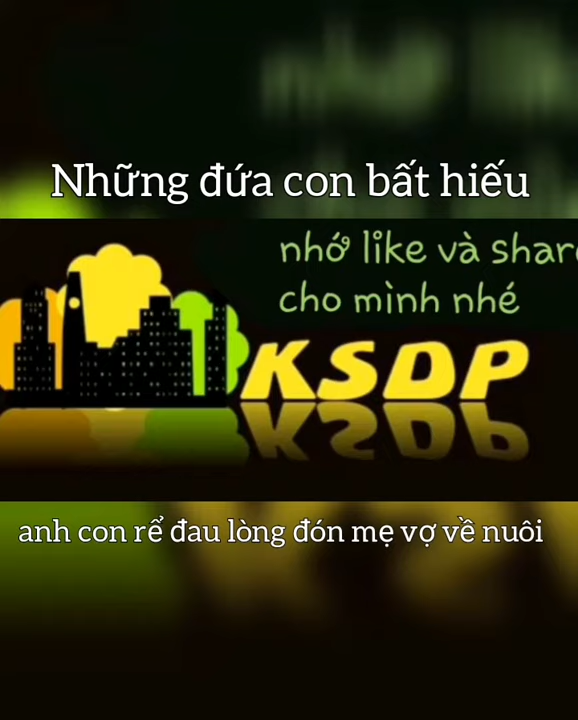 Những đứa con bất hiếu
nhớ like và share
cho mình nhé
KSDP
anh con rể đau lòng đón mẹ vợ về nuôi